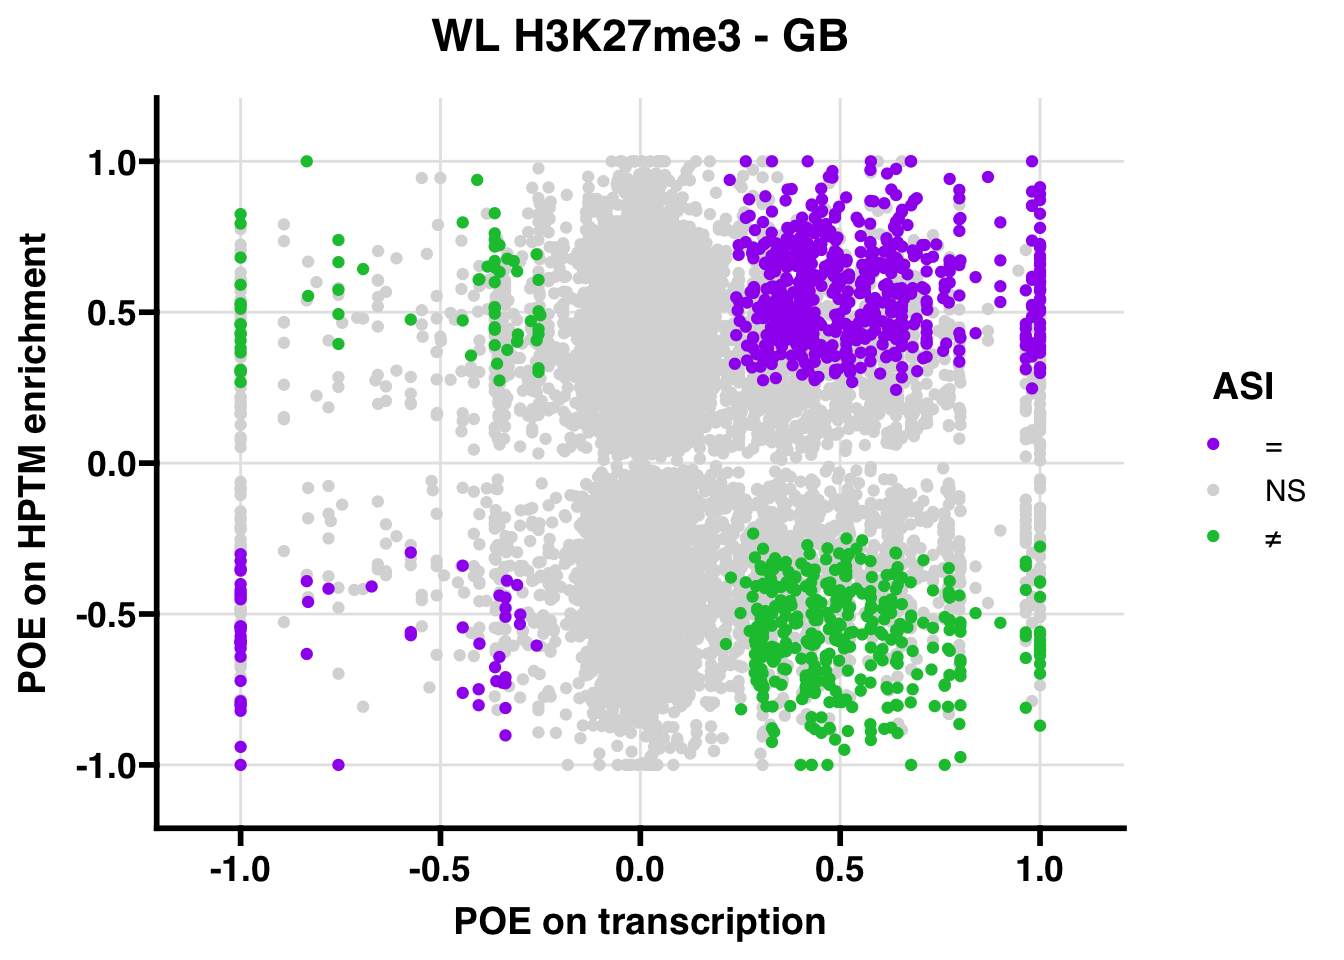 WL H3K27me3 - GB
POE on HPTM enrichment
1.0
0.5
0.0
-0.5
-1.0
-1.0 -0.5 0.0 0.5 1.0
POE on transcription
ASI
=
NS
≠